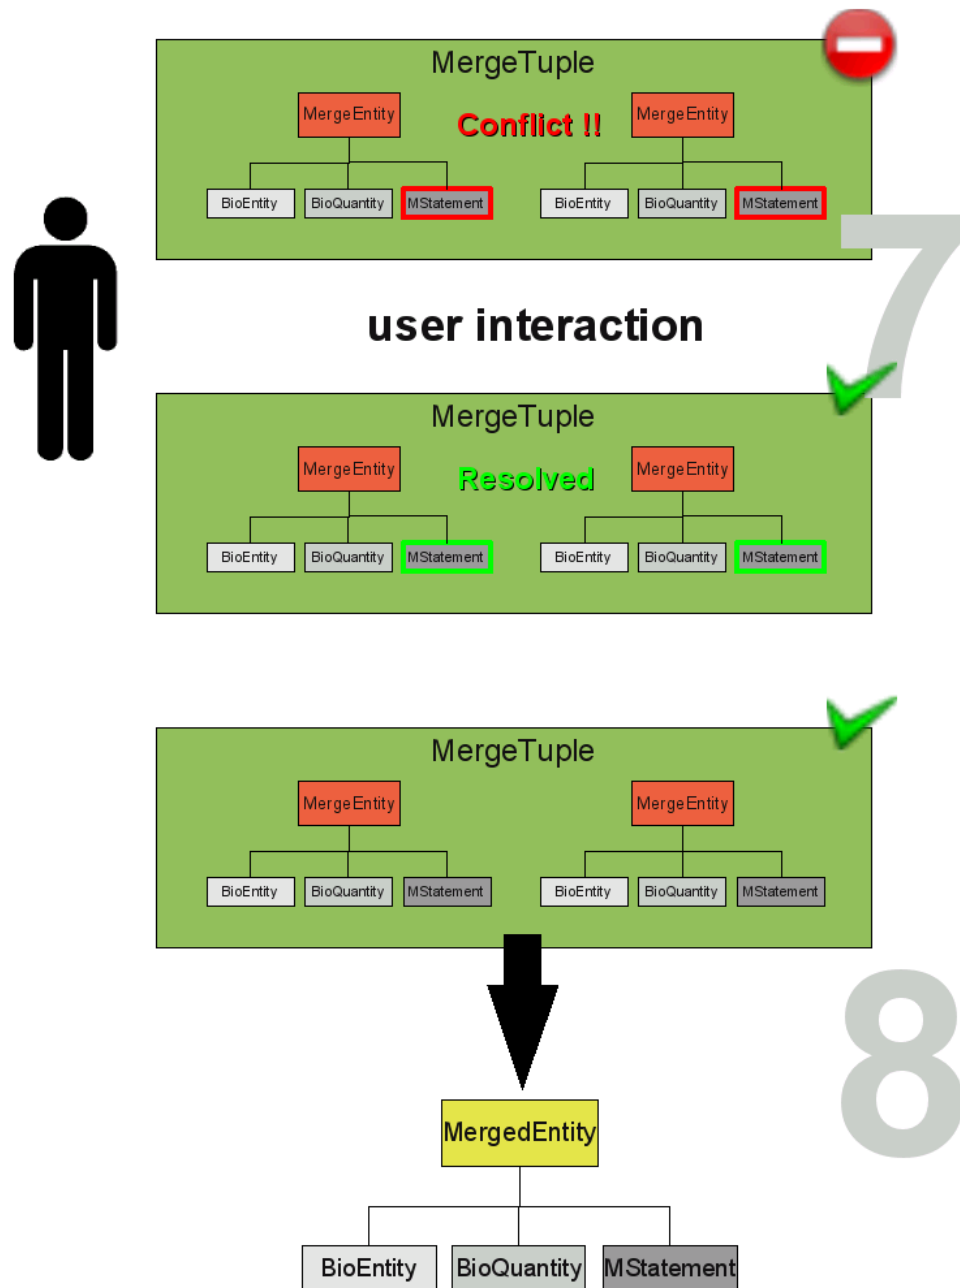 MergeTuple
MergeEntity Conflict !! MergeEntity
BioEntity BioQuantity MStatement BioEntity BioQuantity MStatement
7
user interaction
MergeTuple
MergeEntity Resolved MergeEntity
BioEntity BioQuantity MStatement BioEntity BioQuantity MStatement
MergeTuple
MergeEntity MergeEntity
BioEntity BioQuantity MStatement BioEntity BioQuantity MStatement
8
MergedEntity
BioEntity BioQuantity MStatement